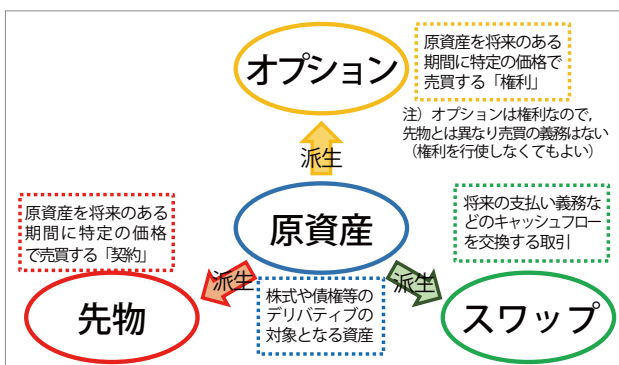 オプション
原資産を将来のある
期間に特定の価格で
売買する「権利」
注）オプションは権利なので，
先物とは異なり売買の義務はない
（権利を行使しなくてもよい）
派生
原資産
原資産を将来のある
期間に特定の価格
で売買する「契約」
将来の支払い義務な
どのキャッシュフロー
を交換する取引
派生
派生
株式や債権等の
デリバティブの
対象となる資産
先物
スワップ